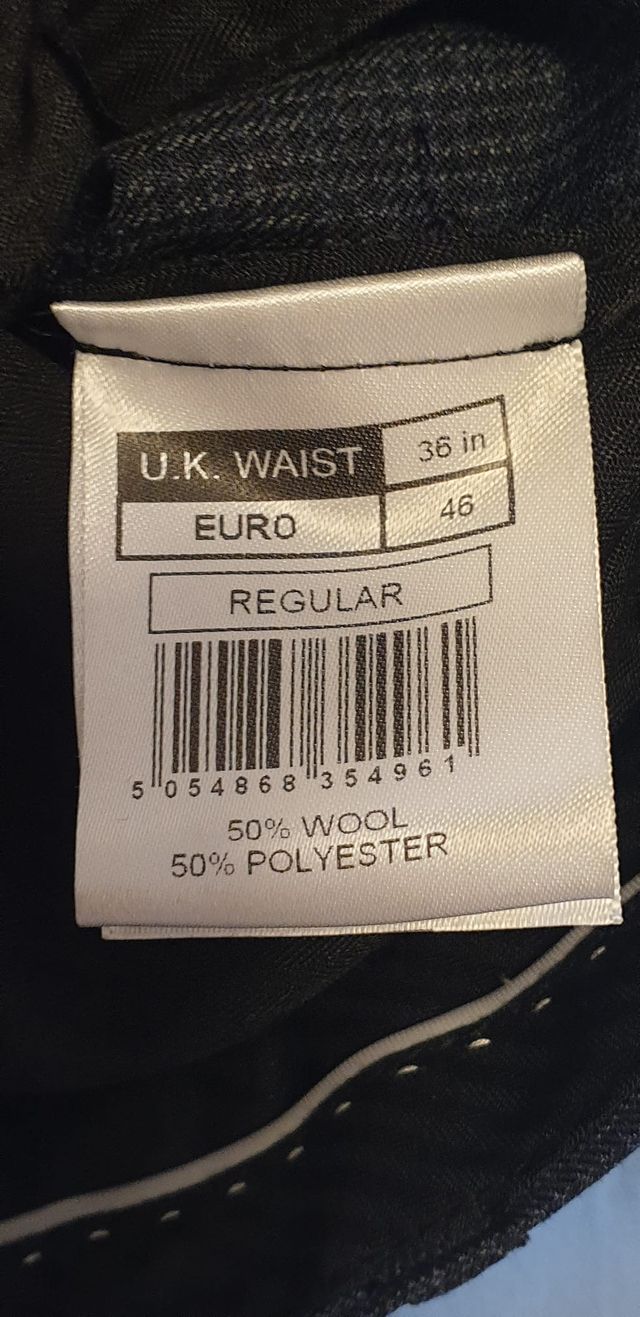 U.K. WAIST 36 in
EURO 46
REGULAR
5 054868 354961
50% WOOL
50% POLYESTER